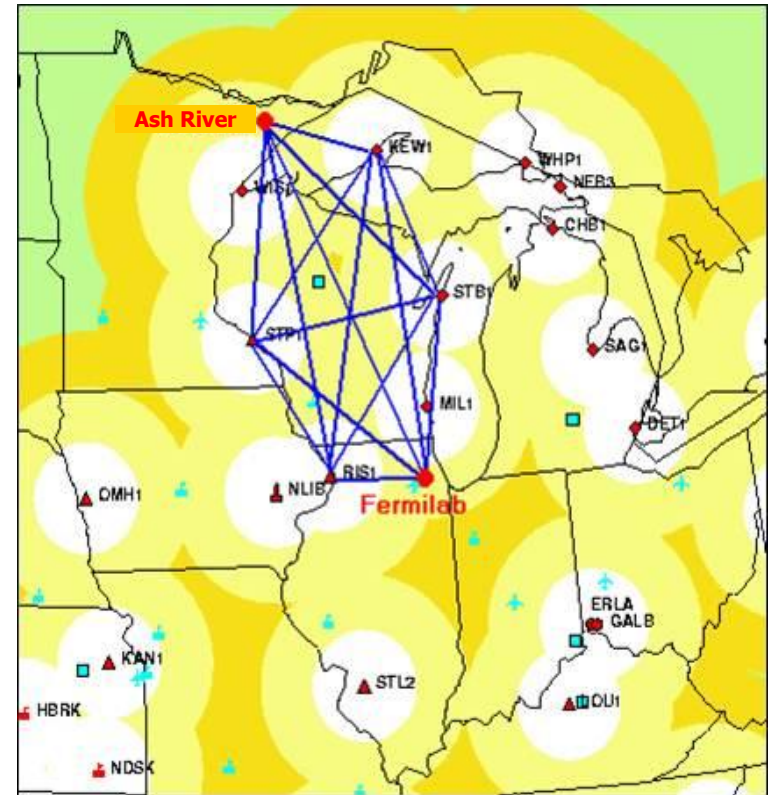 Ash River
KEW1
WHP1
NEB3
WIS1
CHB1
STB1
STP1
SAG1
MIL1
DET1
RIS1
OMH1
NLIB
Fermilab
ERLA
GALB
KAN1
STL2
LOU1
HBRK
NDSK